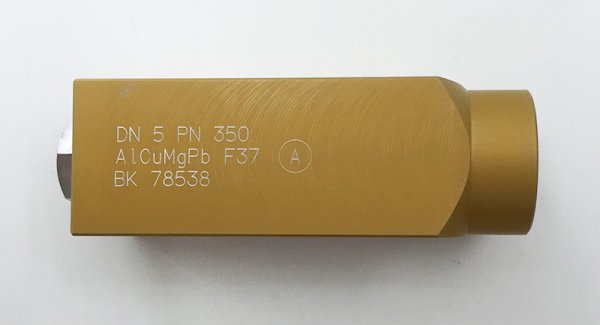 DN 5 PN 350
AlCuMgPb F37 A
BK 78538